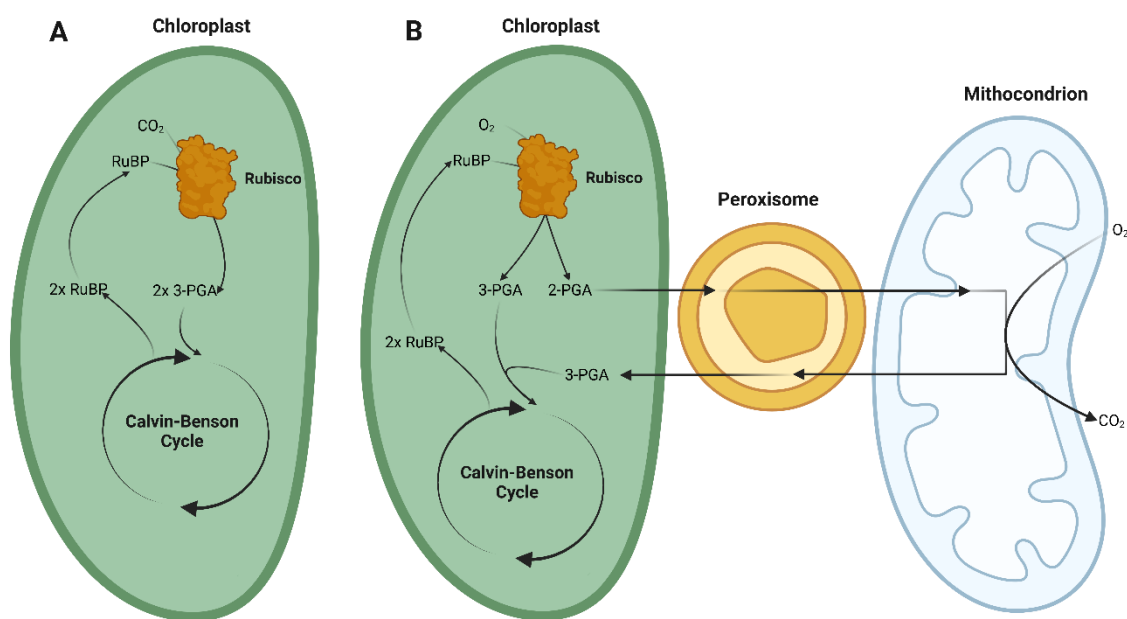 A
Chloroplast
CO₂
RuBP
Rubisco
2x RuBP
2x 3-PGA
Calvin-Benson
Cycle
B
Chloroplast
O₂
RuBP
Rubisco
3-PGA
2-PGA
2x RuBP
3-PGA
Calvin-Benson
Cycle
Peroxisome
Mithocondrion
O₂
CO₂